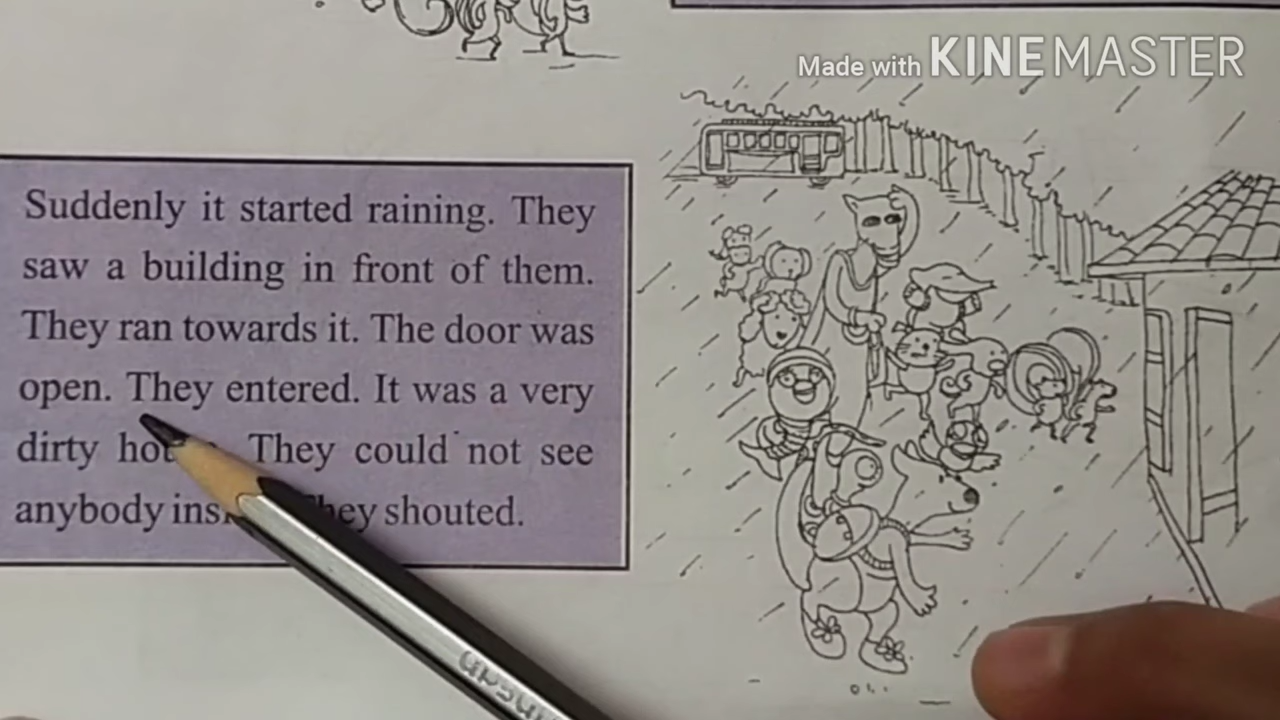 Made with KINEMASTER
Suddenly it started raining. They
saw a building in front of them.
They ran towards it. The door was
open. They entered. It was a very
dirty They could not see
anybody shouted.